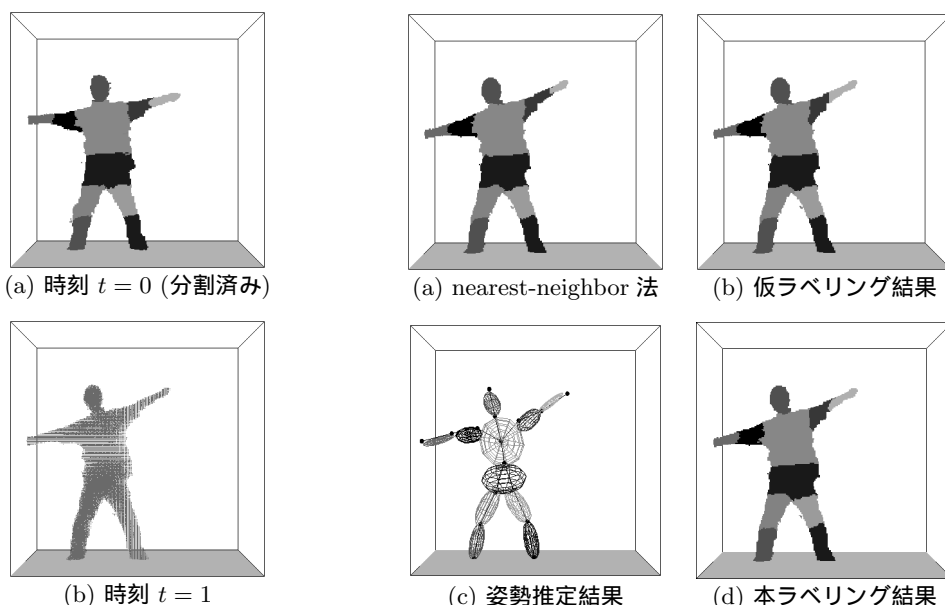 (a) 時刻 t = 0 (分割済み)
(a) nearest-neighbor 法
(b) 仮ラベリング結果
(b) 時刻 t = 1
(c) 姿勢推定結果
(d) 本ラベリング結果